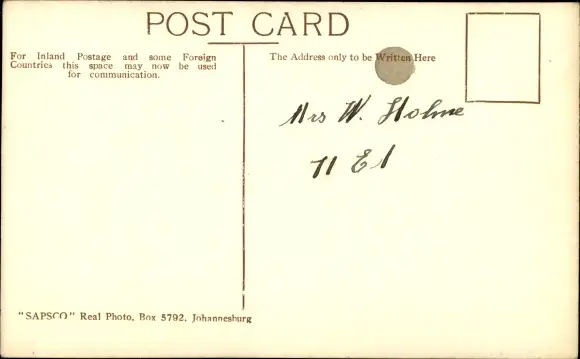 POST CARD
For Inland Postage and some Foreign
Countries this space may now be used
for communication.
The Address only to be Written Here
Mrs W. Holme
11 E1
"SAPSCO" Real Photo, Box 5792, Johannesburg